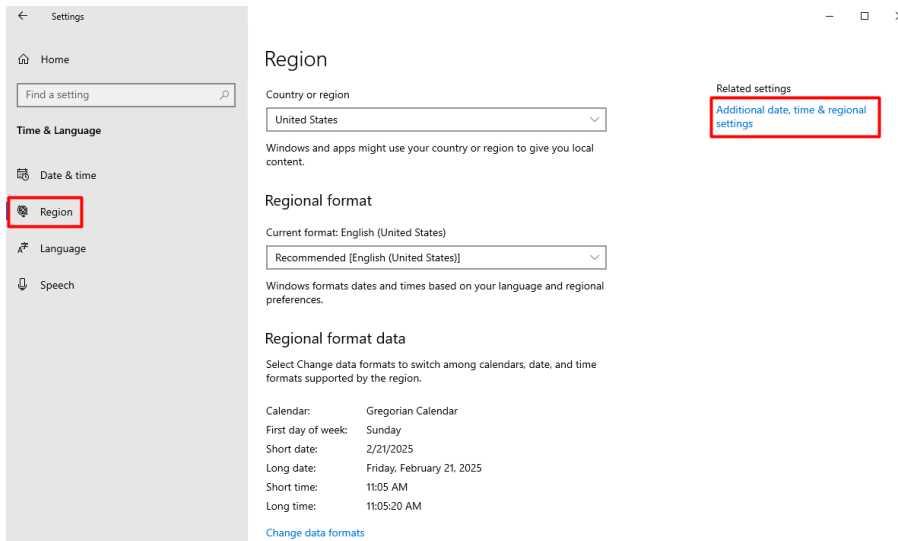 Settings
Home
Find a setting
Time & Language
Date & time
Region
Language
Speech
Region
Country or region
United States
Windows and apps might use your country or region to give you local
content.
Regional format
Current format: English (United States)
Recommended [English (United States)]
Windows formats dates and times based on your language and regional
preferences.
Regional format data
Select Change data formats to switch among calendars, date, and time
formats supported by the region.
Calendar: Gregorian Calendar
First day of week: Sunday
Short date: 2/21/2025
Long date: Friday, February 21, 2025
Short time: 11:05 AM
Long time: 11:05:20 AM
Change data formats
Related settings
Additional date, time & regional
settings